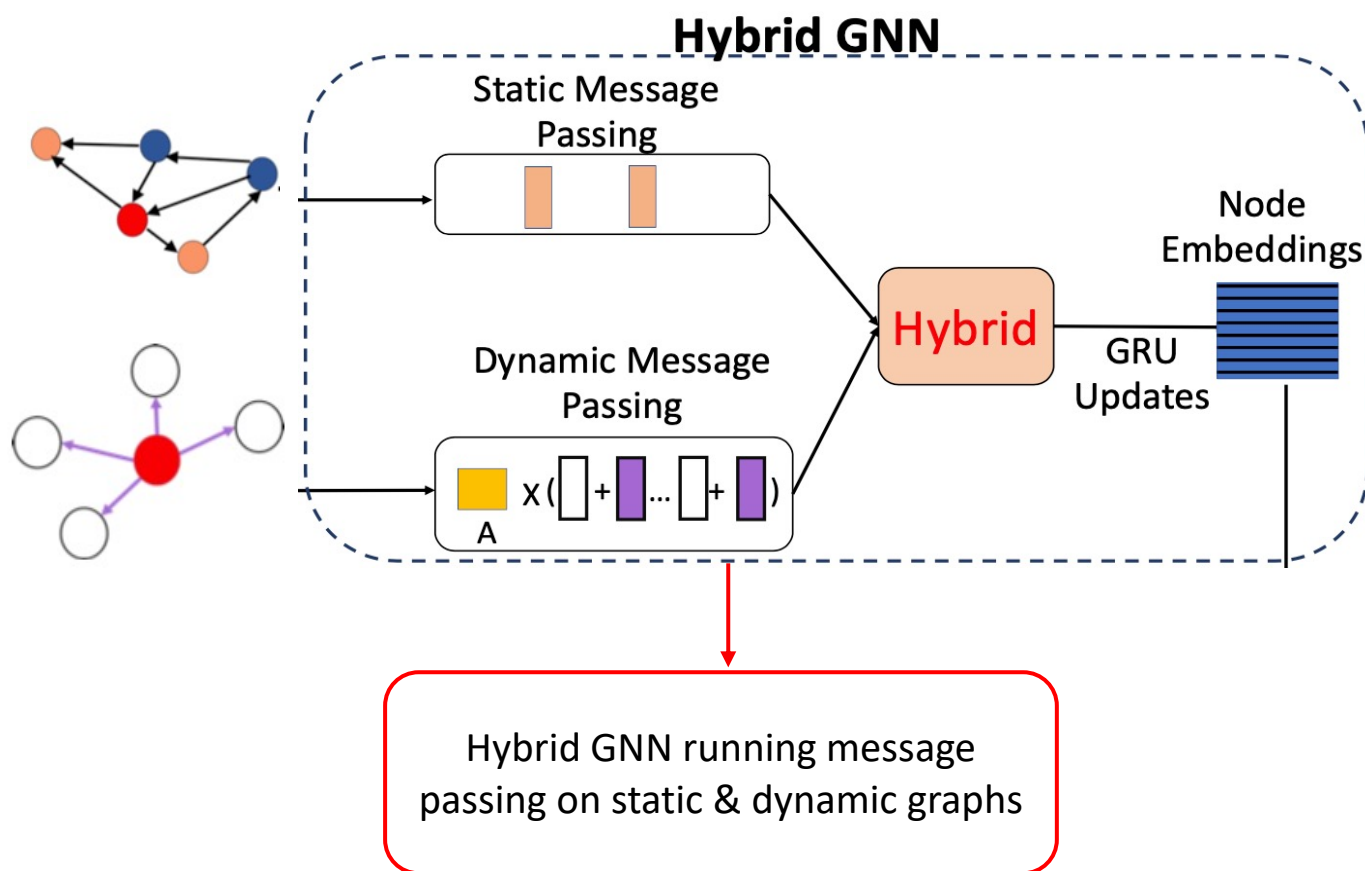 Hybrid GNN
Static Message
Passing
Node
Embeddings
Hybrid
GRU
Updates
Dynamic Message
Passing
x ( + ... + )
A
Hybrid GNN running message
passing on static & dynamic graphs